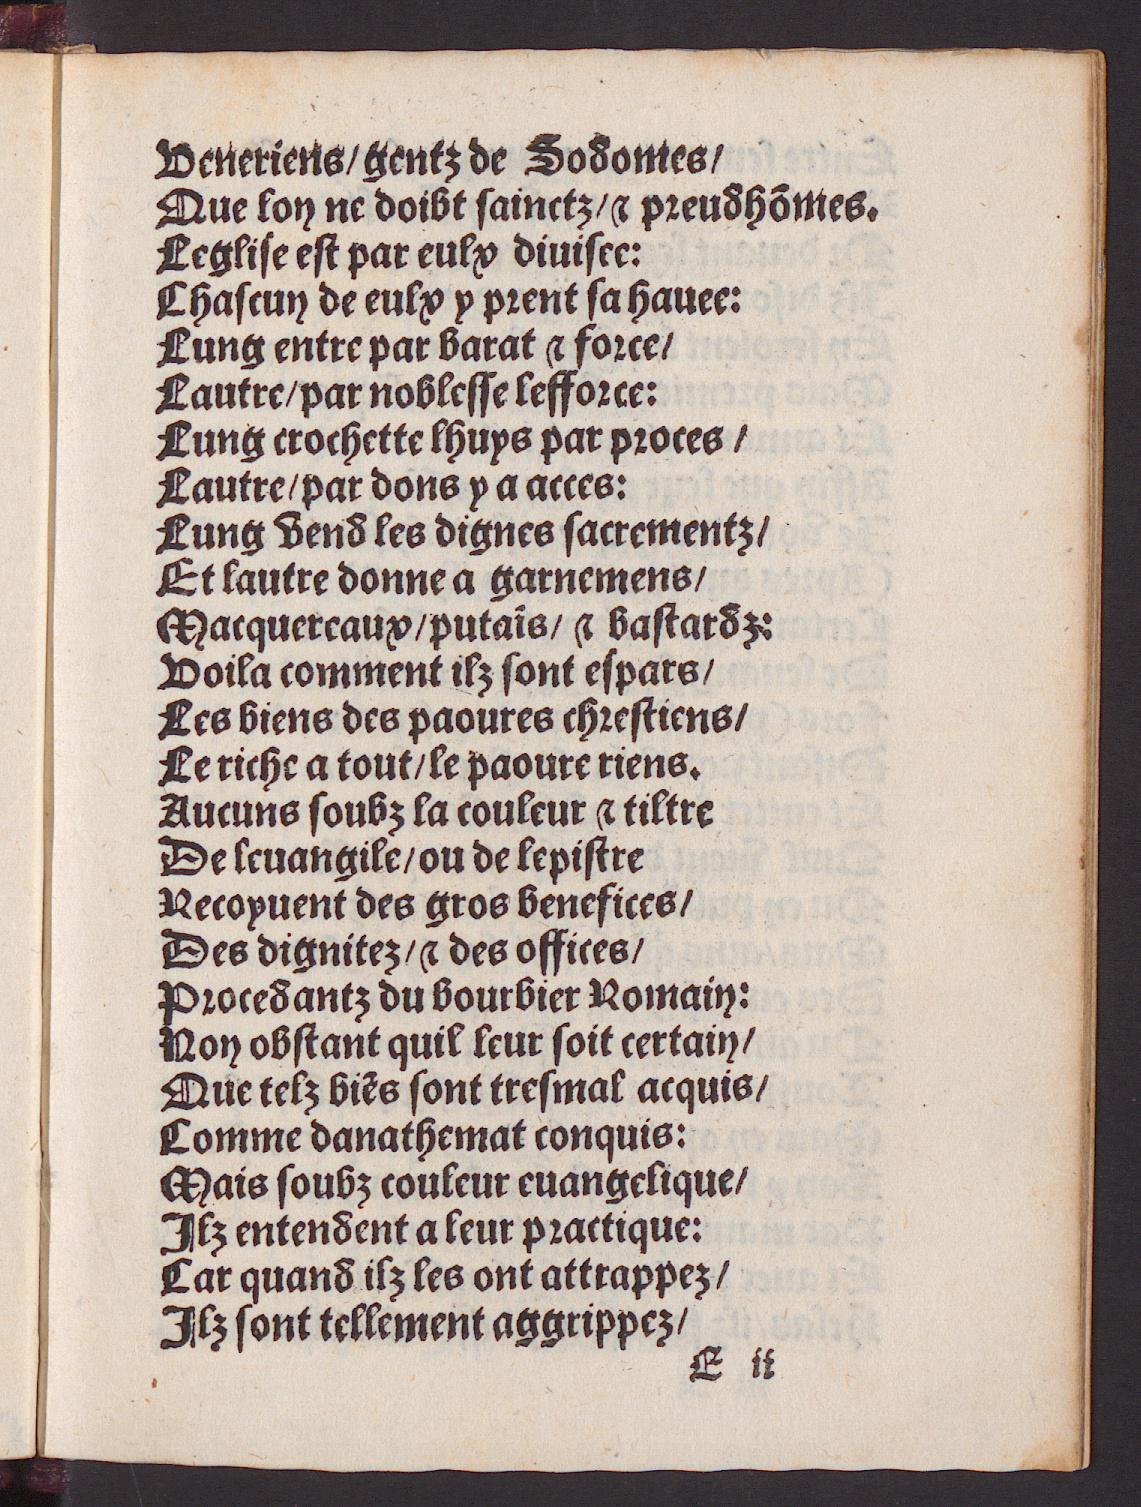 Veneriens/ gentz de Sodomes/
Que lon ne doibt sainctz/ ⁊ preudhõmes.
Leglise est par eulx diuisee:
Chascun de eulx y prent sa hauee:
Lung entre par barat ⁊ force/
Lautre/ par noblesse sefforce:
Lung crochette lhuys par proces /
Lautre/ par dons y a acces:
Lung vend les dignes sacrementz/
Et lautre donne a garnemens/
Macquereaux/ putaĩs/ ⁊ bastardz:
Voila comment ilz sont espars/
Les biens des paoures chrestiens/
Le riche a tout/ le paoure riens.
Aucuns soubz la couleur ⁊ tiltre
De leuangile/ ou de lepistre
Recoyuent des gros benefices/
Des dignitez/ ⁊ des offices/
Procedantz du bourbier Romain:
Non obstant quil leur soit certain/
Que telz biẽs sont tresmal acquis/
Comme danathemat conquis:
Mais soubz couleur euangelique/
Ilz entendent a leur practique:
Car quand ilz les ont attrappez/
Ilz sont tellement aggrippez/
E ii